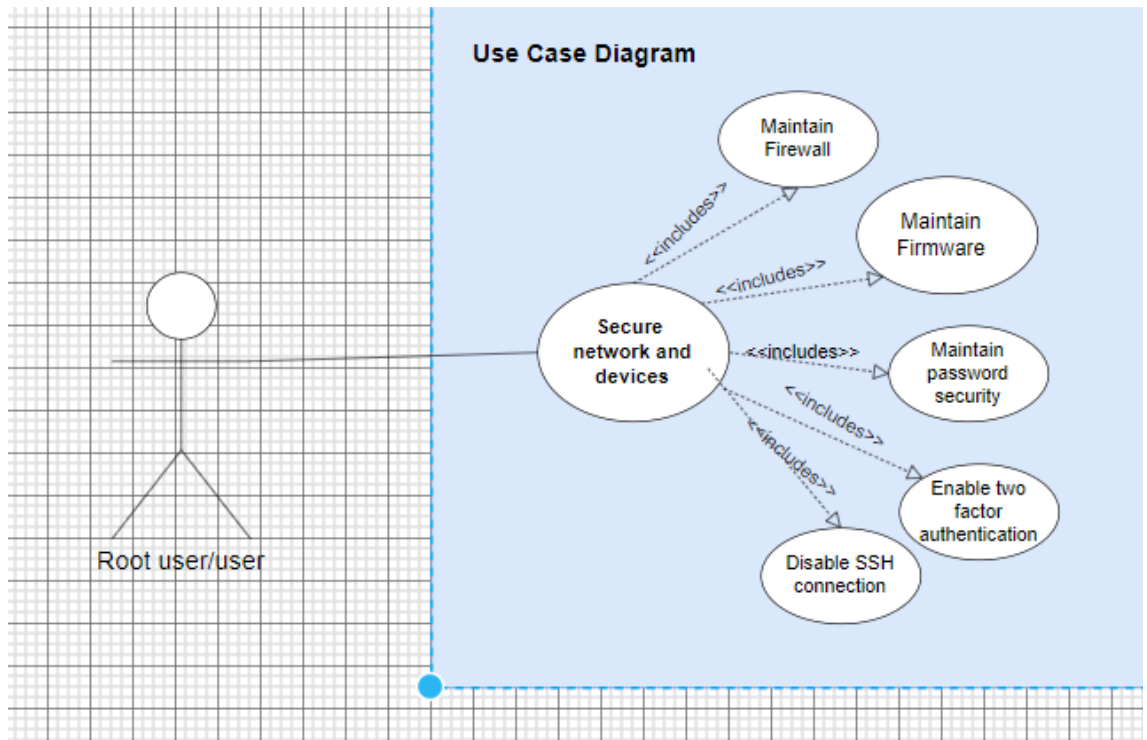 Use Case Diagram
Maintain
Firewall
<<includes>>
Maintain
Firmware
<<includes>>
Secure
network and
devices
<<includes>>
Maintain
password
security
<<includes>>
<<includes>>
Enable two
factor
authentication
Disable SSH
connection
Root user/user